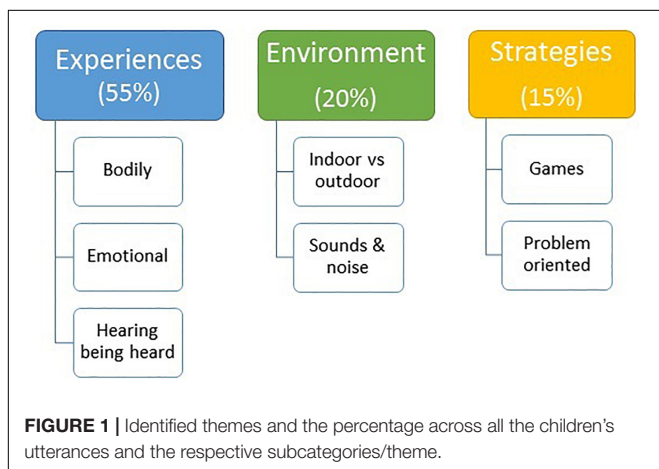 Experiences
(55%)
Bodily
Emotional
Hearing
being heard
Environment
(20%)
Indoor vs
outdoor
Sounds &
noise
Strategies
(15%)
Games
Problem
oriented
FIGURE 1 | Identified themes and the percentage across all the children's
utterances and the respective subcategories/theme.